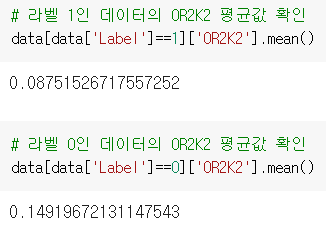 # 라벨 1인 데이터의 OR2K2 평균값 확인
data[data['Label']==1]['OR2K2'].mean()
0.08751526717557252
# 라벨 0인 데이터의 OR2K2 평균값 확인
data[data['Label']==0]['OR2K2'].mean()
0.14919672131147543